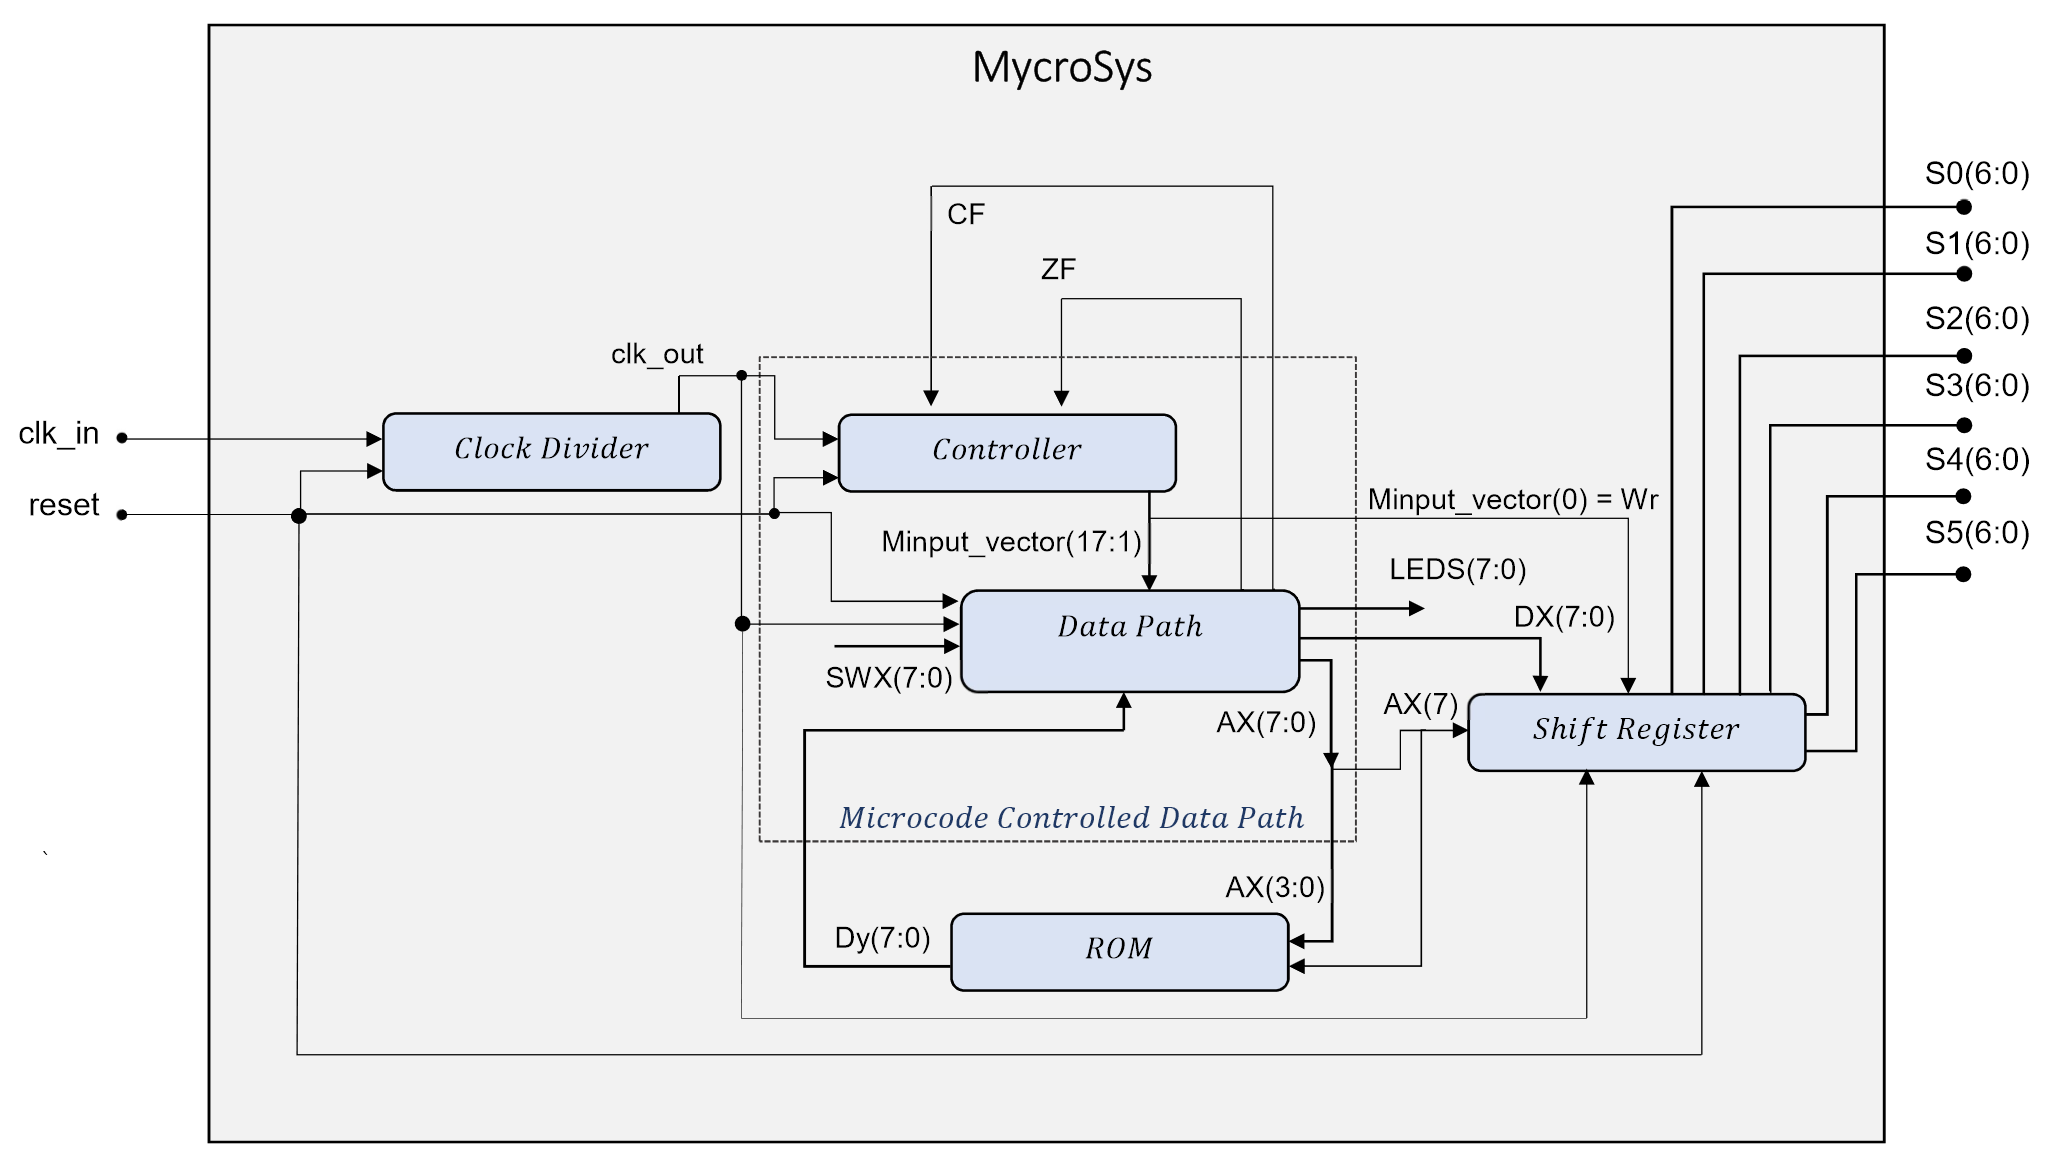 MycroSys
S0(6:0)
CF
S1(6:0)
ZF
S2(6:0)
clk_out
S3(6:0)
clk_in
Clock Divider
Controller
S4(6:0)
reset
Minput_vector(0) = Wr
Minput_vector(17:1)
S5(6:0)
LEDS(7:0)
Data Path
DX(7:0)
SWX(7:0)
AX(7:0)
AX(7)
Shift Register
Microcode Controlled Data Path
`
AX(3:0)
Dy(7:0)
ROM